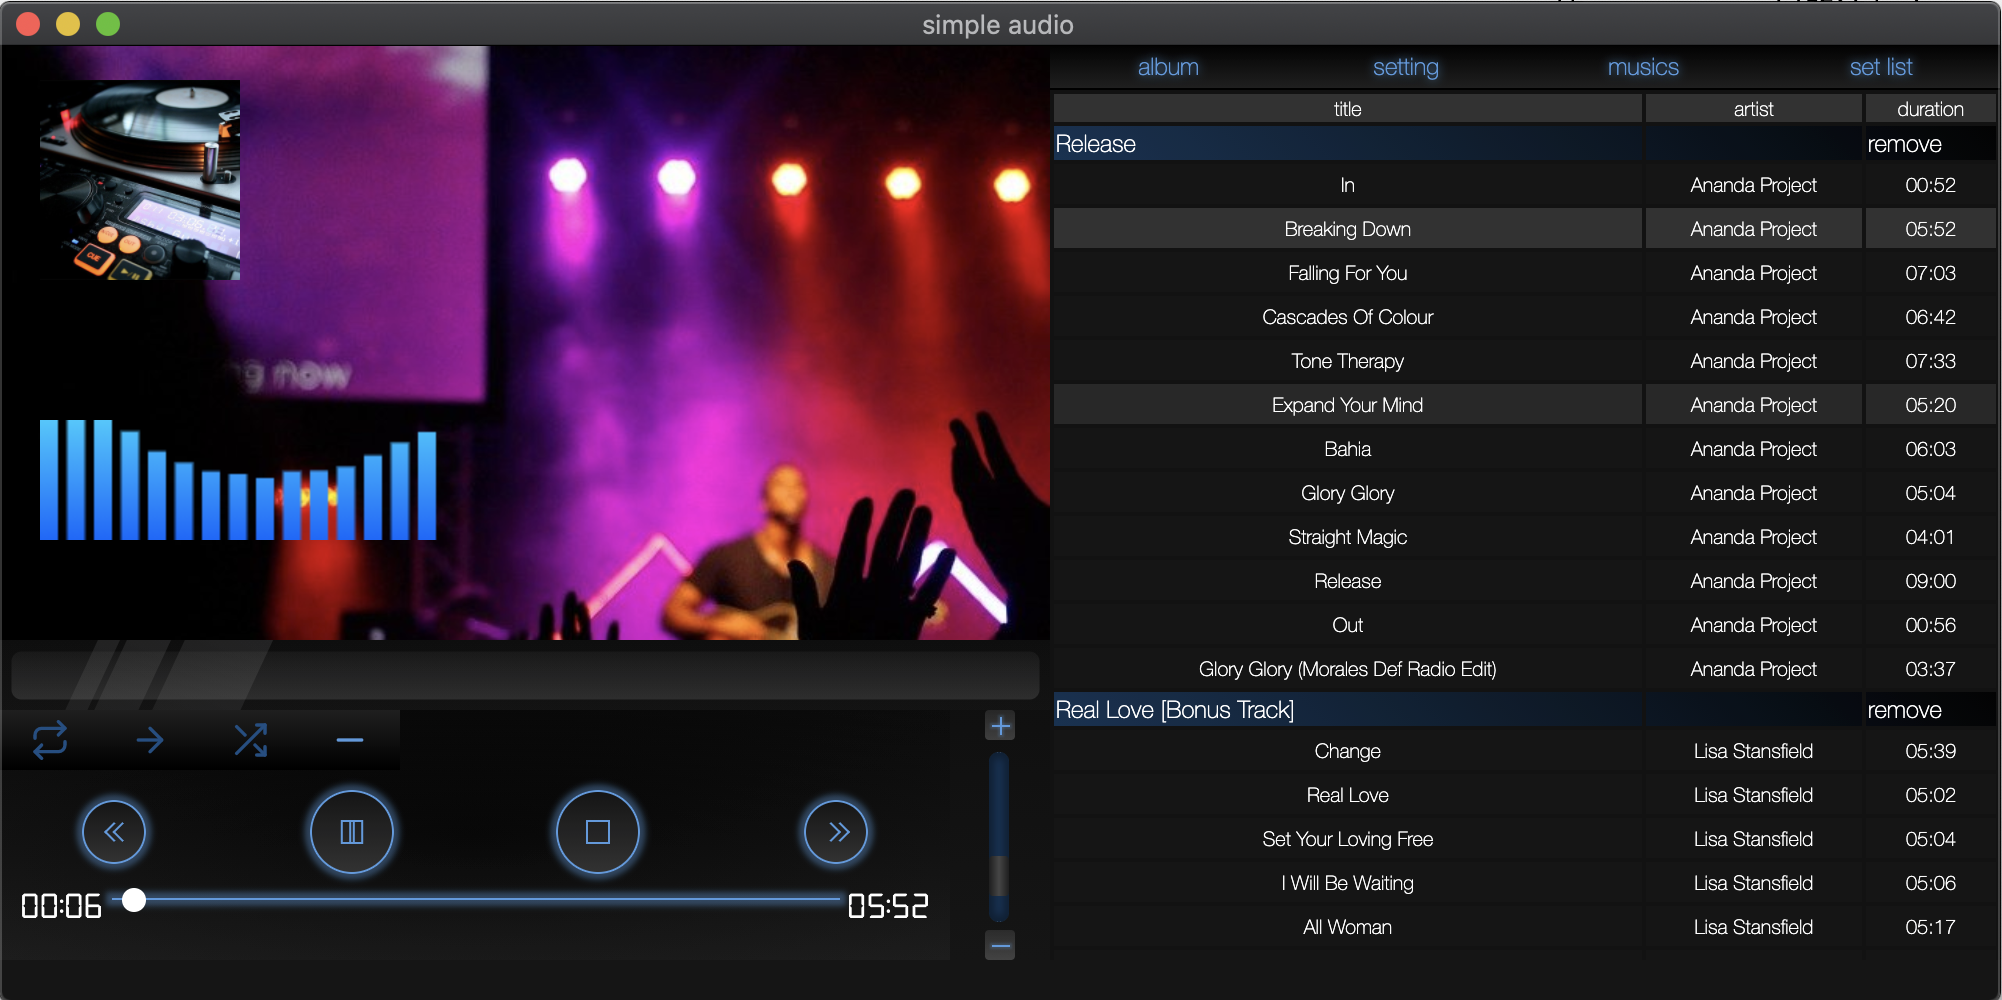 simple audio
album setting musics set list
title artist duration
Release remove
In Ananda Project 00:52
Breaking Down Ananda Project 05:52
Falling For You Ananda Project 07:03
Cascades Of Colour Ananda Project 06:42
Tone Therapy Ananda Project 07:33
Expand Your Mind Ananda Project 05:20
Bahia Ananda Project 06:03
Glory Glory Ananda Project 05:04
Straight Magic Ananda Project 04:01
Release Ananda Project 09:00
Out Ananda Project 00:56
Glory Glory (Morales Def Radio Edit) Ananda Project 03:37
Real Love [Bonus Track] remove
Change Lisa Stansfield 05:39
Real Love Lisa Stansfield 05:02
Set Your Loving Free Lisa Stansfield 05:04
I Will Be Waiting Lisa Stansfield 05:06
All Woman Lisa Stansfield 05:17
now
CUE
00:06 05:52